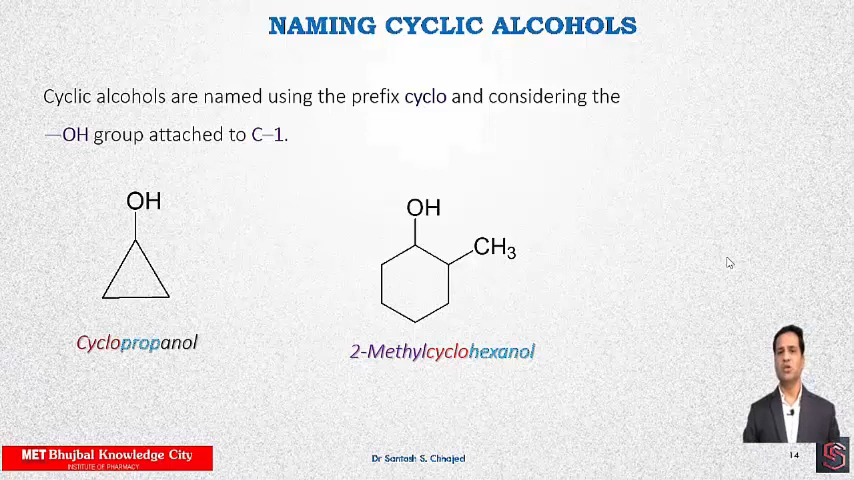 NAMING CYCLIC ALCOHOLS
Cyclic alcohols are named using the prefix cyclo and considering the
—OH group attached to C–1.
OH
OH
CH3
Cyclopropanol
2-Methylcyclohexanol
MET Bhujbal Knowledge City
INSTITUTE OF PHARMACY
Dr Santosh S. Chhajed
14